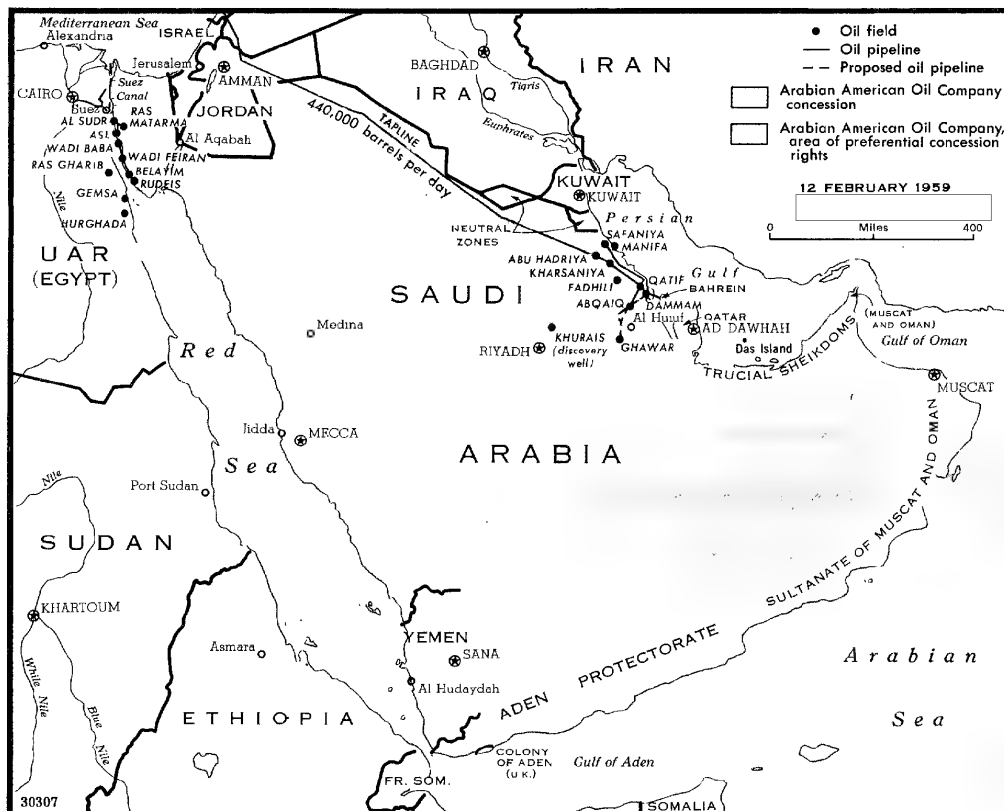 Mediterranean Sea
Alexandria
ISRAEL
Jerusalem
AMMAN
CAIRO
Suez
Canal
Suez
JORDAN
Al Aqabah
AL SUDR
RAS
MATARMA
ASL
WADI BABA
WADI FEIRAN
RAS GHARIB
BELAYIM
RUDEIS
GEMSA
HURGHADA
Nile
UAR
(EGYPT)
BAGHDAD
IRAN
IRAQ
Tigris
Euphrates
TAPLINE
440,000 barrels per day
KUWAIT
KUWAIT
NEUTRAL
ZONES
Persian
Gulf
SAFANIYA
MANIFA
ABU HADRIYA
KHARSANIYA
FADHILI
QATIF
BAHREIN
ABQAIQ
DAMMAM
Al Hufuf
QATAR
AD DAWHAH
KHURAIS
(discovery
well)
GHAWAR
RIYADH
Das Island
TRUCIAL SHEIKDOMS
(MUSCAT
AND OMAN)
Gulf of Oman
MUSCAT
SAUDI
ARABIA
Medina
Red
Sea
Jidda
MECCA
Port Sudan
Nile
SUDAN
KHARTOUM
White
Nile
Blue
Nile
Asmara
ETHIOPIA
YEMEN
SANA
Al Hudaydah
ADEN PROTECTORATE
SULTANATE OF MUSCAT AND OMAN
Arabian
Sea
COLONY
OF ADEN
(U K.)
Gulf of Aden
FR. SOM.
SOMALIA
30307
Oil field
Oil pipeline
Proposed oil pipeline
Arabian American Oil Company
concession
Arabian American Oil Company,
area of preferential concession
rights
12 FEBRUARY 1959
0 Miles 400